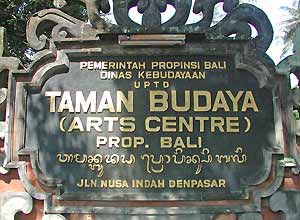 PEMERINTAH PROPINSI BALI
DINAS KEBUDAYAAN
UPTD
TAMAN BUDAYA
(ARTS CENTRE)
PROP. BALI
JLN. NUSA INDAH DENPASAR